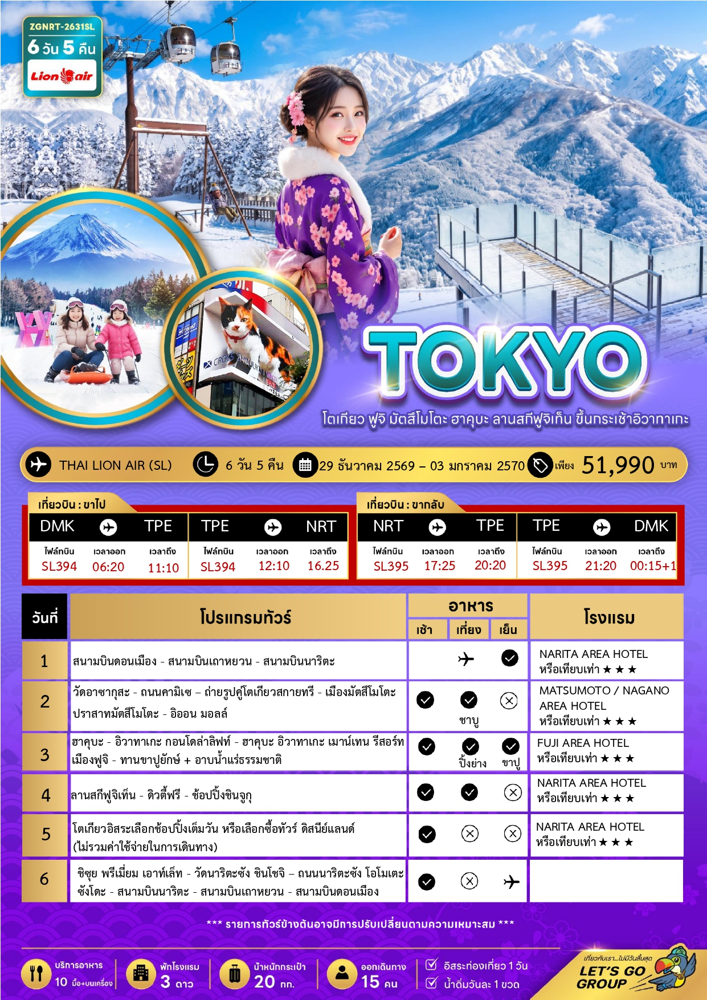 ZGNRT-2631SL
6 วัน 5 คืน
Lion air
CROSS SHINJUKU
TOKYO
โตเกียว ฟูจิ มัตสึโมโตะ ฮาคุบะ ลานสกีฟูจิเท็น ขึ้นกระเช้าอิวาทาเกะ
THAI LION AIR (SL) 6 วัน 5 คืน 29 ธันวาคม 2569 – 03 มกราคม 2570 เพียง 51,990 บาท
เที่ยวบิน : ขาไป
DMK TPE TPE NRT
ไฟล์ทบิน เวลาออก เวลาถึง ไฟล์ทบิน เวลาออก เวลาถึง
SL394 06:20 11:10 SL394 12:10 16.25
เที่ยวบิน : ขากลับ
NRT TPE TPE DMK
ไฟล์ทบิน เวลาออก เวลาถึง ไฟล์ทบิน เวลาออก เวลาถึง
SL395 17:25 20:20 SL395 21:20 00:15+1
วันที่ โปรแกรมทัวร์ อาหาร โรงแรม
เช้า เที่ยง เย็น
1 สนามบินดอนเมือง - สนามบินเถาหยวน - สนามบินนาริตะ
NARITA AREA HOTEL
หรือเทียบเท่า ★ ★ ★
2 วัดอาซากุสะ - ถนนคามิเซ – ถ่ายรูปคู่โตเกียวสกายทรี - เมืองมัตสึโมโตะ
ปราสาทมัตสึโมโตะ - อิออน มอลล์
ชาบู
MATSUMOTO / NAGANO
AREA HOTEL
หรือเทียบเท่า ★ ★ ★
3 ฮาคุบะ - อิวาทาเกะ กอนโดล่าลิฟท์ - ฮาคุบะ อิวาทาเกะ เมาน์เทน รีสอร์ท
เมืองฟูจิ - ทานขาปูยักษ์ + อาบน้ำแร่ธรรมชาติ
ปิ้งย่าง ขาปู
FUJI AREA HOTEL
หรือเทียบเท่า ★ ★ ★
4 ลานสกีฟูจิเท็น - ดิวตี้ฟรี - ช้อปปิ้งชินจูกุ
NARITA AREA HOTEL
หรือเทียบเท่า ★ ★ ★
5 โตเกียวอิสระเลือกช้อปปิ้งเต็มวัน หรือเลือกซื้อทัวร์ ดิสนีย์แลนด์
(ไม่รวมค่าใช้จ่ายในการเดินทาง)
NARITA AREA HOTEL
หรือเทียบเท่า ★ ★ ★
6 ชิซุย พรีเมี่ยม เอาท์เล็ท - วัดนาริตะซัง ชินโชจิ – ถนนนาริตะซัง โอโมเตะ
ซังโดะ - สนามบินนาริตะ - สนามบินเถาหยวน - สนามบินดอนเมือง
*** รายการทัวร์ข้างต้นอาจมีการปรับเปลี่ยนตามความเหมาะสม ***
บริการอาหาร
10 มื้อ+บนเครื่อง
พักโรงแรม
3 ดาว
น้ำหนักกระเป๋า
20 กก.
ออกเดินทาง
15 คน
อิสระท่องเที่ยว 1 วัน
น้ำดื่มวันละ 1 ขวด
เที่ยวกับเรา...ไม่มีวันสิ้นสุด
LET'S GO
GROUP